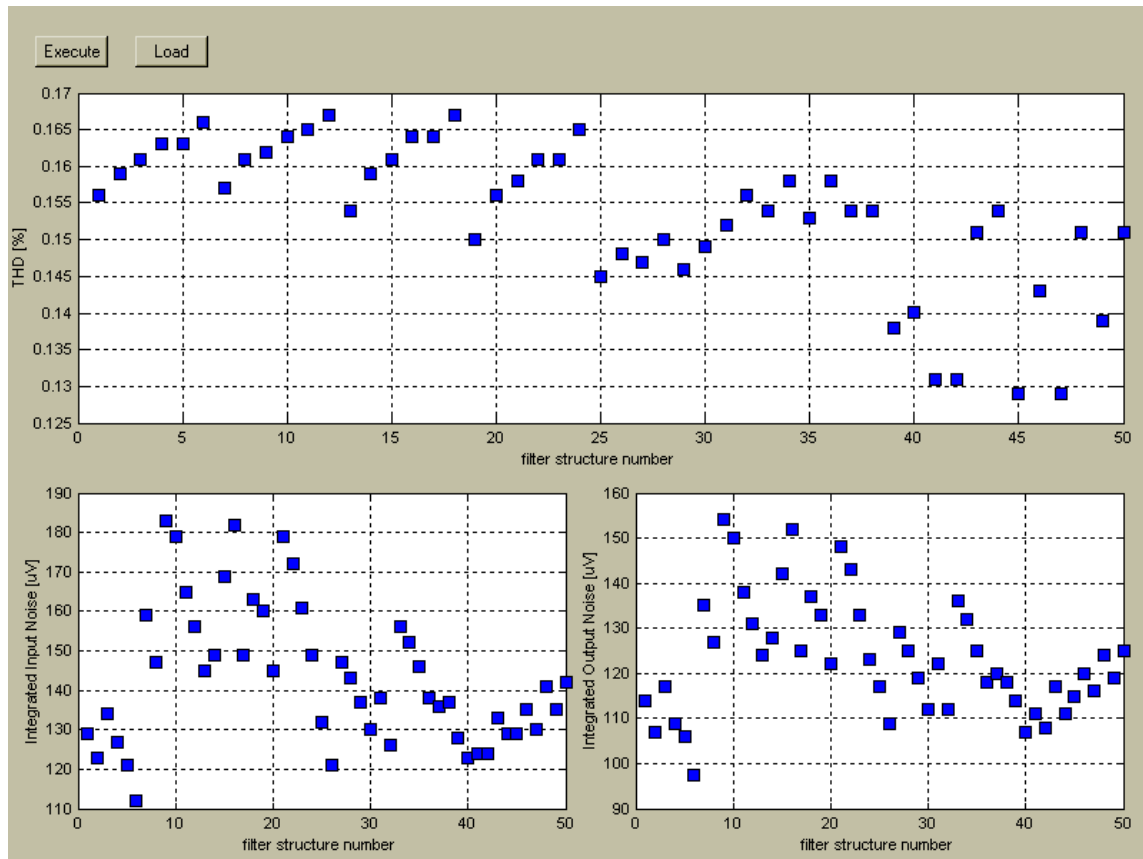 Execute Load
0.17
0.165
0.16
0.155
0.15
0.145
0.14
0.135
0.13
0.125
THD [%]
0 5 10 15 20 25 30 35 40 45 50
filter structure number
190
180
170
160
150
140
130
120
110
Integrated Input Noise [uV]
0 10 20 30 40 50
filter structure number
160
150
140
130
120
110
100
90
Integrated Output Noise [uV]
0 10 20 30 40 50
filter structure number